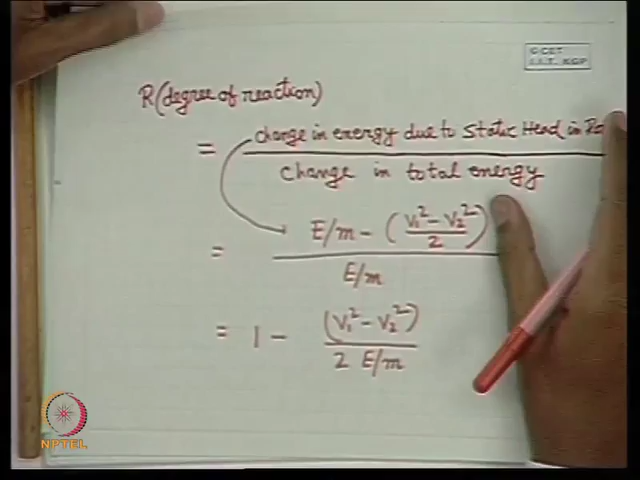 G CET
I.I.T. KGP
R(degree of reaction)
= change in energy due to Static Head in Ro
change in total energy
= E/m - (V₁² - V₂² / 2)
E/m
= 1 - (V₁² - V₂²)
2 E/m
NPTEL